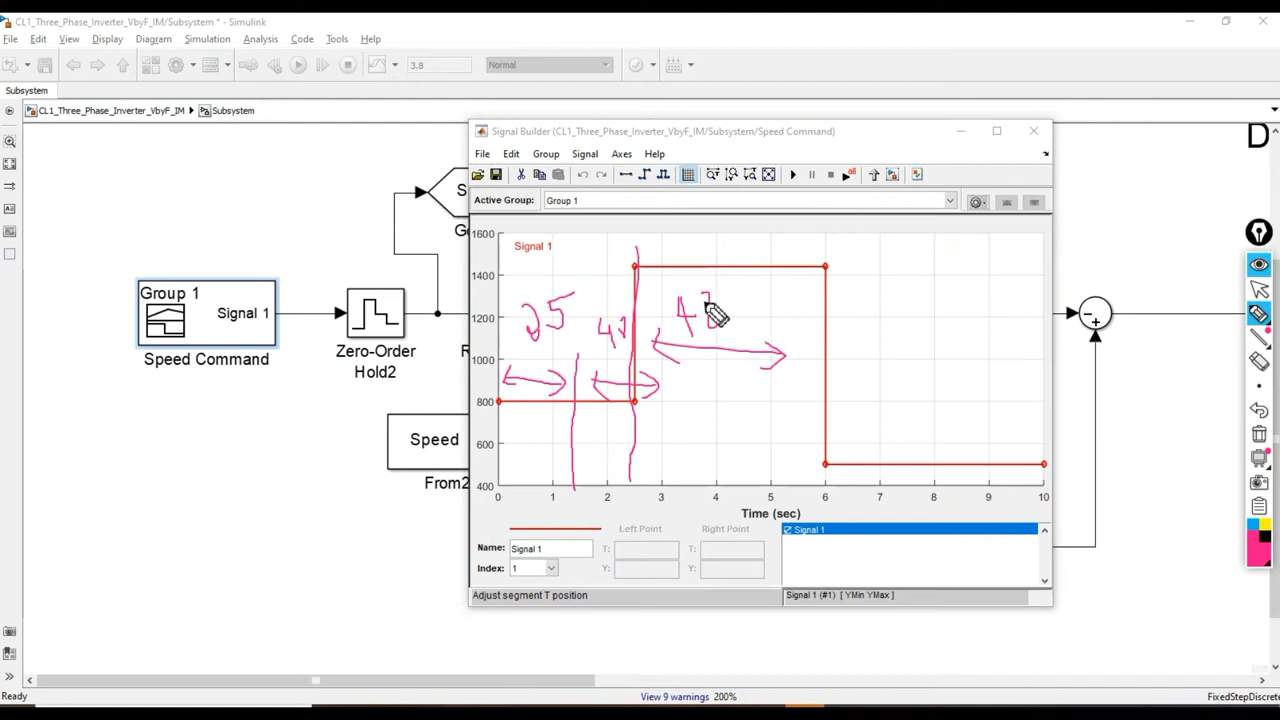 CL1_Three_Phase_Inverter_VbyF_IM/Subsystem * - Simulink
File Edit View Display Diagram Simulation Analysis Code Tools Help
3.8 Normal
Subsystem
CL1_Three_Phase_Inverter_VbyF_IM Subsystem
Signal Builder (CL1_Three_Phase_Inverter_VbyF_IM/Subsystem/Speed Command)
File Edit Group Signal Axes Help
all
Active Group: Group 1
D
S
Go
Group 1
Signal 1
Speed Command
Zero-Order
Hold2
R
Speed
From2
Signal 1
1600
1400
1200
1000
800
600
400
25
0 1 2 3 4 5 6 7 8 9 10
Time (sec)
Left Point Right Point
Name: Signal 1 T: T:
Index: 1 Y: Y:
Signal 1
Adjust segment T position
Signal 1 (#1) [ YMin YMax ]
Ready View 9 warnings 200% FixedStepDiscrete